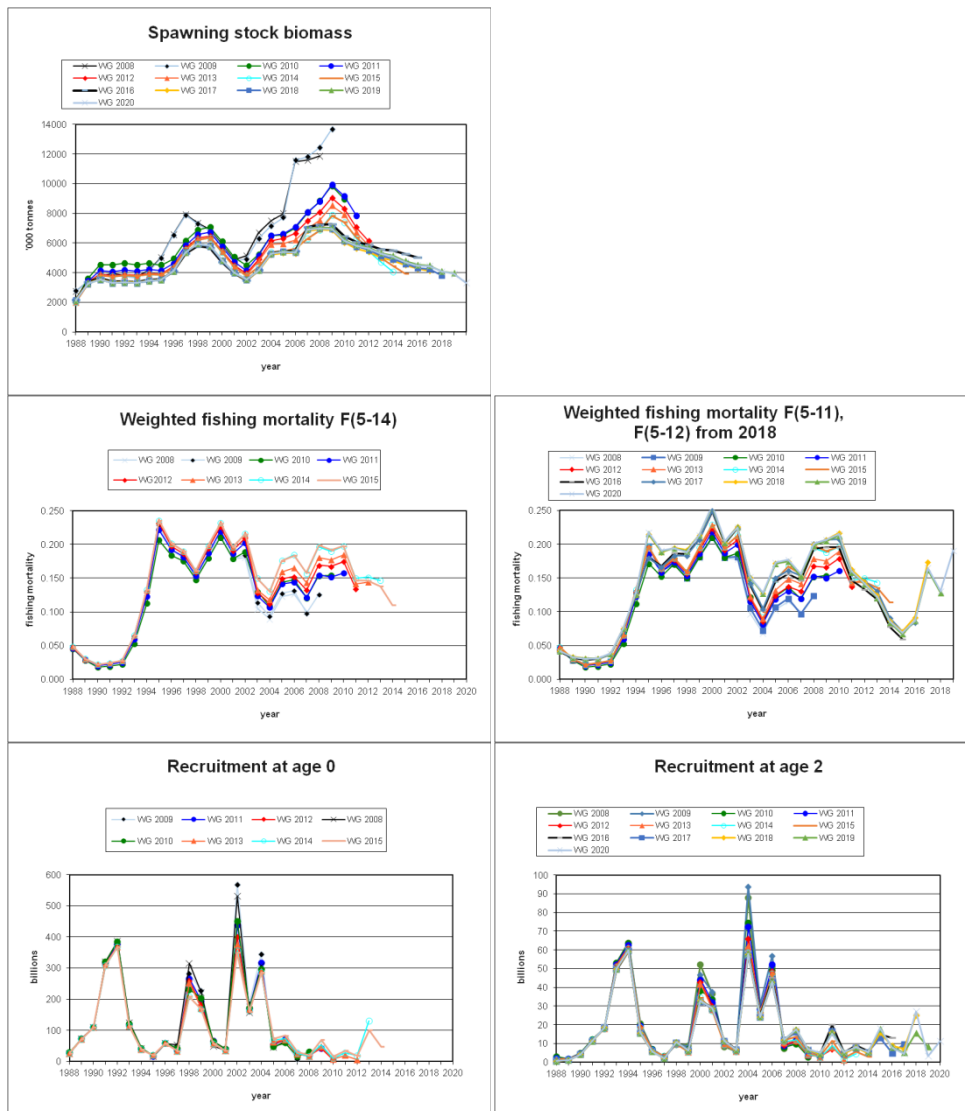 Spawning stock biomass
WG 2008 WG 2009 WG 2010 WG 2011
WG 2012 WG 2013 WG 2014 WG 2015
WG 2016 WG 2017 WG 2018 WG 2019
WG 2020
14000
12000
10000
8000
6000
4000
2000
0
'000 tonnes
1988 1990 1992 1994 1996 1998 2000 2002 2004 2006 2008 2010 2012 2014 2016 2018
year
Weighted fishing mortality F(5-14)
WG 2008 WG 2009 WG 2010 WG 2011
WG 2012 WG 2013 WG 2014 WG 2015
0.250
0.200
0.150
0.100
0.050
0.000
fishing mortality
1988 1990 1992 1994 1996 1998 2000 2002 2004 2006 2008 2010 2012 2014 2016 2018 2020
year
Weighted fishing mortality F(5-11),
F(5-12) from 2018
WG 2008 WG 2009 WG 2010 WG 2011
WG 2012 WG 2013 WG 2014 WG 2015
WG 2016 WG 2017 WG 2018 WG 2019
WG 2020
0.250
0.200
0.150
0.100
0.050
0.000
fishing mortality
1988 1990 1992 1994 1996 1998 2000 2002 2004 2006 2008 2010 2012 2014 2016 2018
year
Recruitment at age 0
WG 2009 WG 2011 WG 2012 WG 2008
WG 2010 WG 2013 WG 2014 WG 2015
600
500
400
300
200
100
0
billions
1988 1990 1992 1994 1996 1998 2000 2002 2004 2006 2008 2010 2012 2014 2016 2018 2020
year
Recruitment at age 2
WG 2008 WG 2009 WG 2010 WG 2011
WG 2012 WG 2013 WG 2014 WG 2015
WG 2016 WG 2017 WG 2018 WG 2019
WG 2020
100
90
80
70
60
50
40
30
20
10
0
billions
1988 1990 1992 1994 1996 1998 2000 2002 2004 2006 2008 2010 2012 2014 2016 2018 2020
year